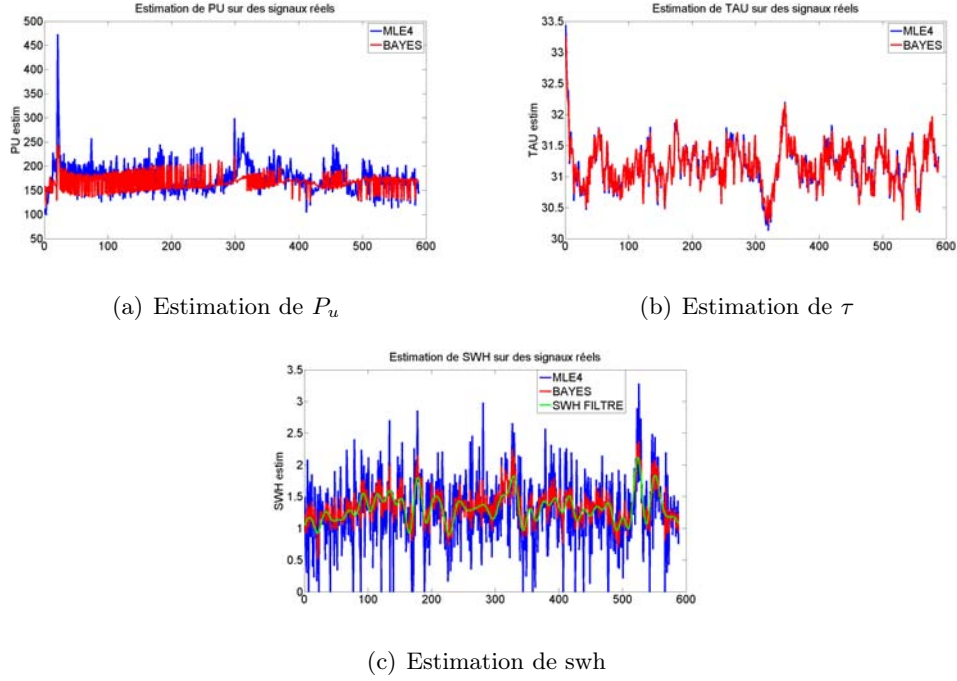 Estimation de PU sur des signaux réels
MLE4
BAYES
PU estim
500
450
400
350
300
250
200
150
100
50
0 100 200 300 400 500 600
(a) Estimation de P_u
Estimation de TAU sur des signaux réels
MLE4
BAYES
TAU estim
33.5
33
32.5
32
31.5
31
30.5
30
0 100 200 300 400 500 600
(b) Estimation de τ
Estimation de SWH sur des signaux réels
MLE4
BAYES
SWH FILTRE
SWH estim
3.5
3
2.5
2
1.5
1
0.5
0
0 100 200 300 400 500 600
(c) Estimation de swh